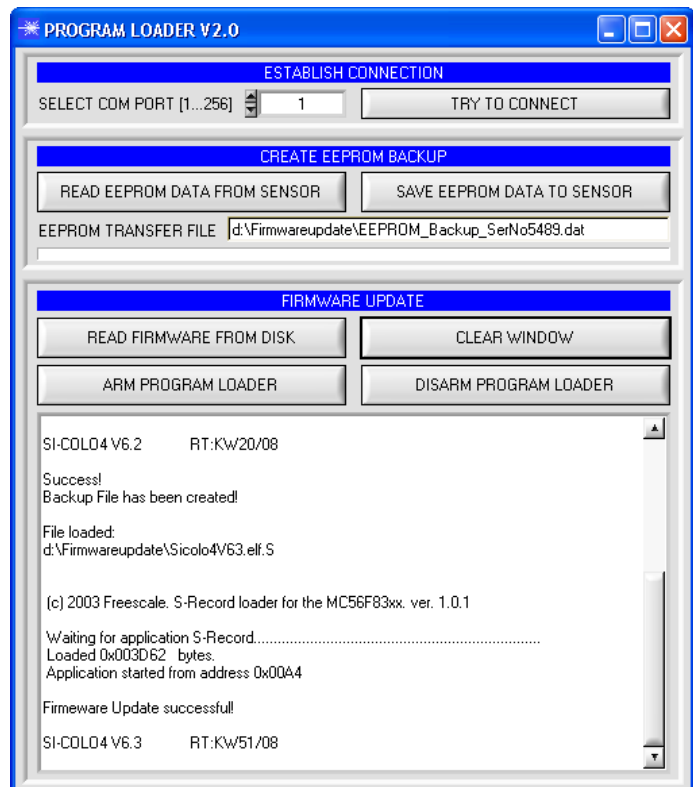 PROGRAM LOADER V2.0
ESTABLISH CONNECTION
SELECT COM PORT [1...256] 1 TRY TO CONNECT
CREATE EEPROM BACKUP
READ EEPROM DATA FROM SENSOR SAVE EEPROM DATA TO SENSOR
EEPROM TRANSFER FILE d:\Firmwareupdate\EEPROM_Backup_SerNo5489.dat
FIRMWARE UPDATE
READ FIRMWARE FROM DISK CLEAR WINDOW
ARM PROGRAM LOADER DISARM PROGRAM LOADER
SI-COLO4 V6.2 RT:KW20/08
Success!
Backup File has been created!
File loaded:
d:\Firmwareupdate\Sicolo4V63.elf.S
(c) 2003 Freescale. S-Record loader for the MC56F83xx. ver. 1.0.1
Waiting for application S-Record.......................................................................
Loaded 0x003D62 bytes.
Application started from address 0x00A4
Firmeware Update successful!
SI-COLO4 V6.3 RT:KW51/08